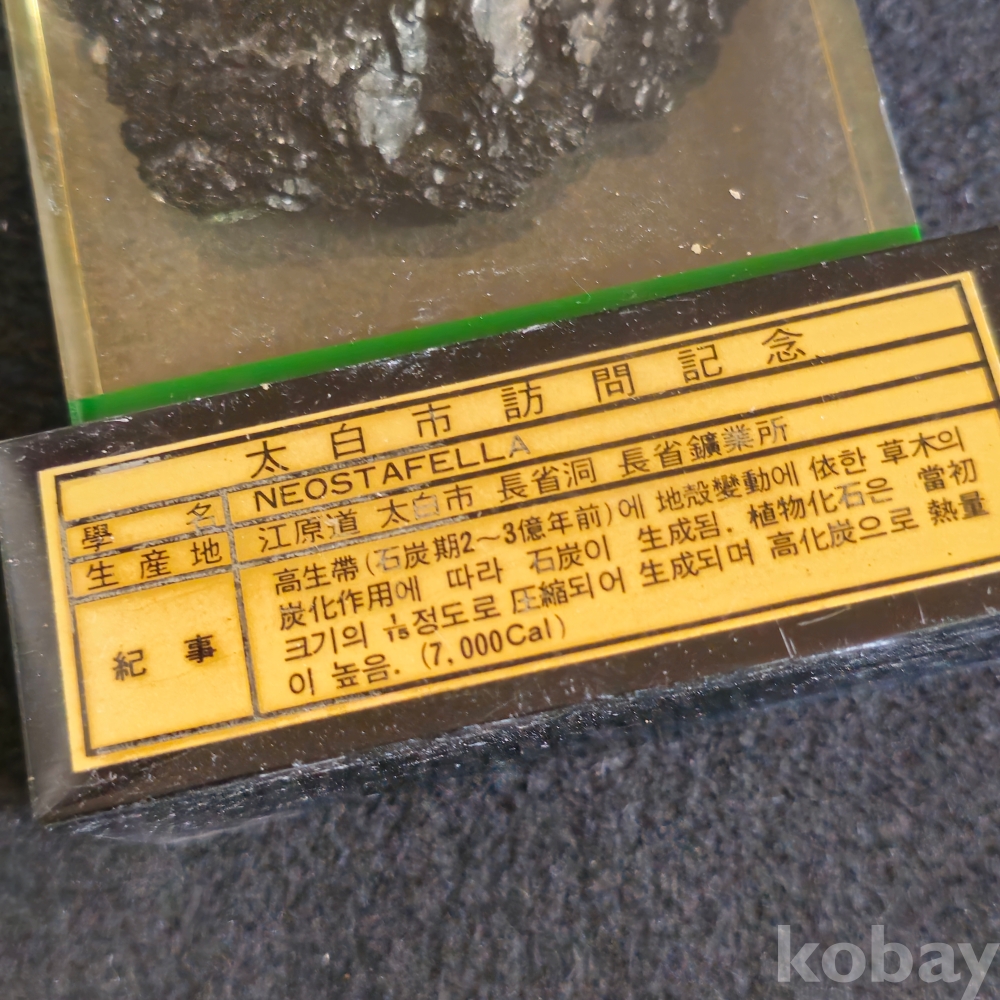 太白市訪問記念
學名 NEOSTAFELLA
生産地 江原道 太白市 長省洞 長省鑛業所
紀事
高生帶(石炭期2～3億年前)에 地殼變動에 依한 草木의
炭化作用에 따라 石炭이 生成됨. 植物化石은 當初
크기의 1/15정도로 圧縮되어 生成되며 高化炭으로 熱量
이 높음. (7,000Cal)
kobay